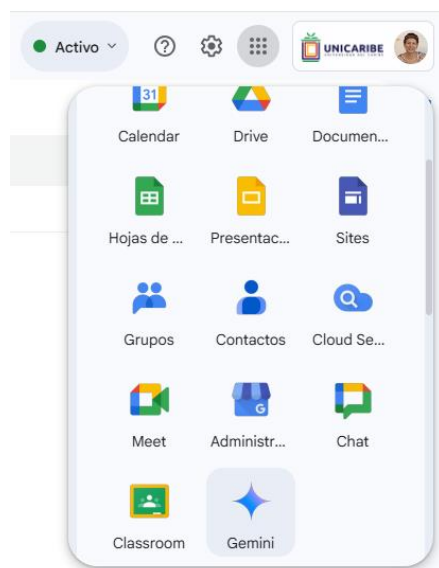 Activo
UNICARIBE
31
Calendar Drive Documen...
Hojas de ... Presentac... Sites
Grupos Contactos Cloud Se...
G
Meet Administr... Chat
Classroom Gemini